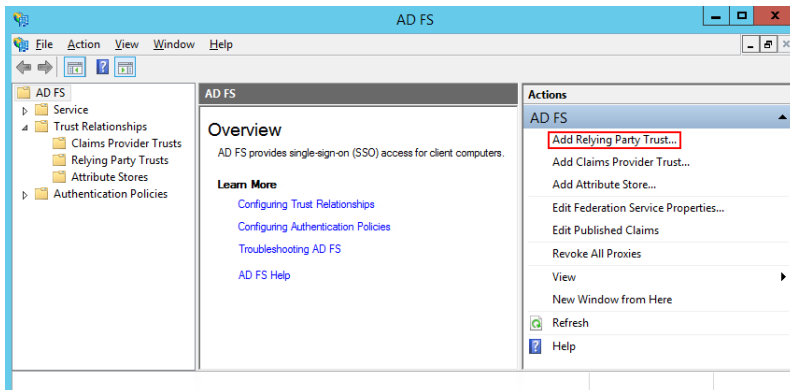 AD FS
File Action View Window Help
AD FS
Service
Trust Relationships
Claims Provider Trusts
Relying Party Trusts
Attribute Stores
Authentication Policies
AD FS
Overview
AD FS provides single-sign-on (SSO) access for client computers.
Learn More
Configuring Trust Relationships
Configuring Authentication Policies
Troubleshooting AD FS
AD FS Help
Actions
AD FS
Add Relying Party Trust...
Add Claims Provider Trust...
Add Attribute Store...
Edit Federation Service Properties...
Edit Published Claims
Revoke All Proxies
View
New Window from Here
Refresh
Help